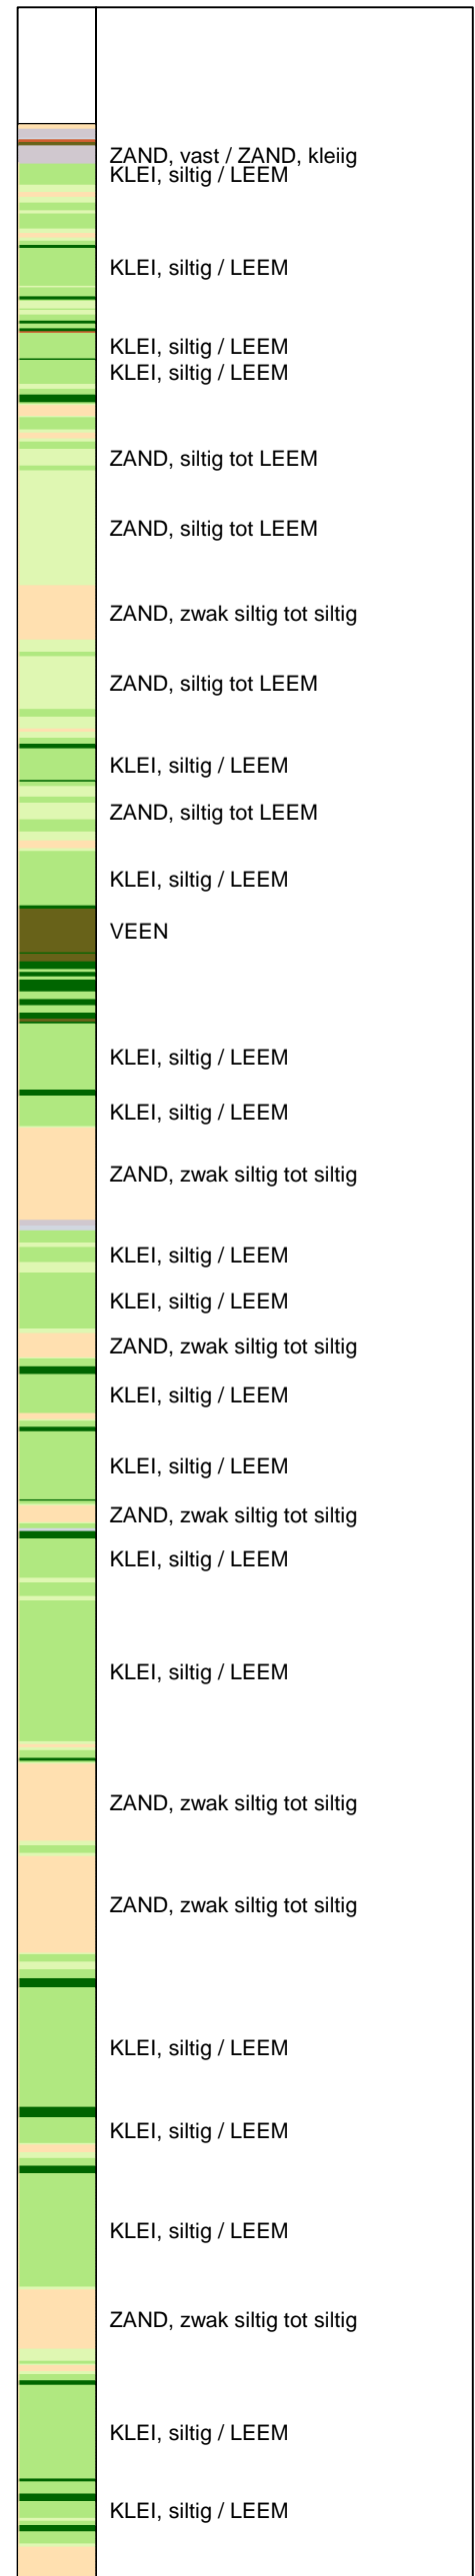 ZAND, vast / ZAND, kleiig
KLEI, siltig / LEEM
KLEI, siltig / LEEM
KLEI, siltig / LEEM
KLEI, siltig / LEEM
ZAND, siltig tot LEEM
ZAND, siltig tot LEEM
ZAND, zwak siltig tot siltig
ZAND, siltig tot LEEM
KLEI, siltig / LEEM
ZAND, siltig tot LEEM
KLEI, siltig / LEEM
VEEN
KLEI, siltig / LEEM
KLEI, siltig / LEEM
ZAND, zwak siltig tot siltig
KLEI, siltig / LEEM
KLEI, siltig / LEEM
ZAND, zwak siltig tot siltig
KLEI, siltig / LEEM
KLEI, siltig / LEEM
ZAND, zwak siltig tot siltig
KLEI, siltig / LEEM
KLEI, siltig / LEEM
ZAND, zwak siltig tot siltig
ZAND, zwak siltig tot siltig
KLEI, siltig / LEEM
KLEI, siltig / LEEM
KLEI, siltig / LEEM
ZAND, zwak siltig tot siltig
KLEI, siltig / LEEM
KLEI, siltig / LEEM